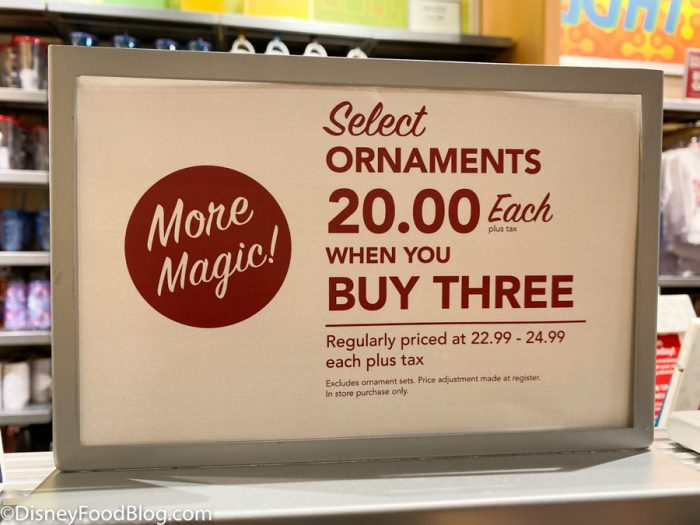 More
Magic!
Select
ORNAMENTS
20.00 Each
plus tax
WHEN YOU
BUY THREE
Regularly priced at 22.99 - 24.99
each plus tax
Excludes ornament sets. Price adjustment made at register.
In store purchase only.
©DisneyFoodBlog.com